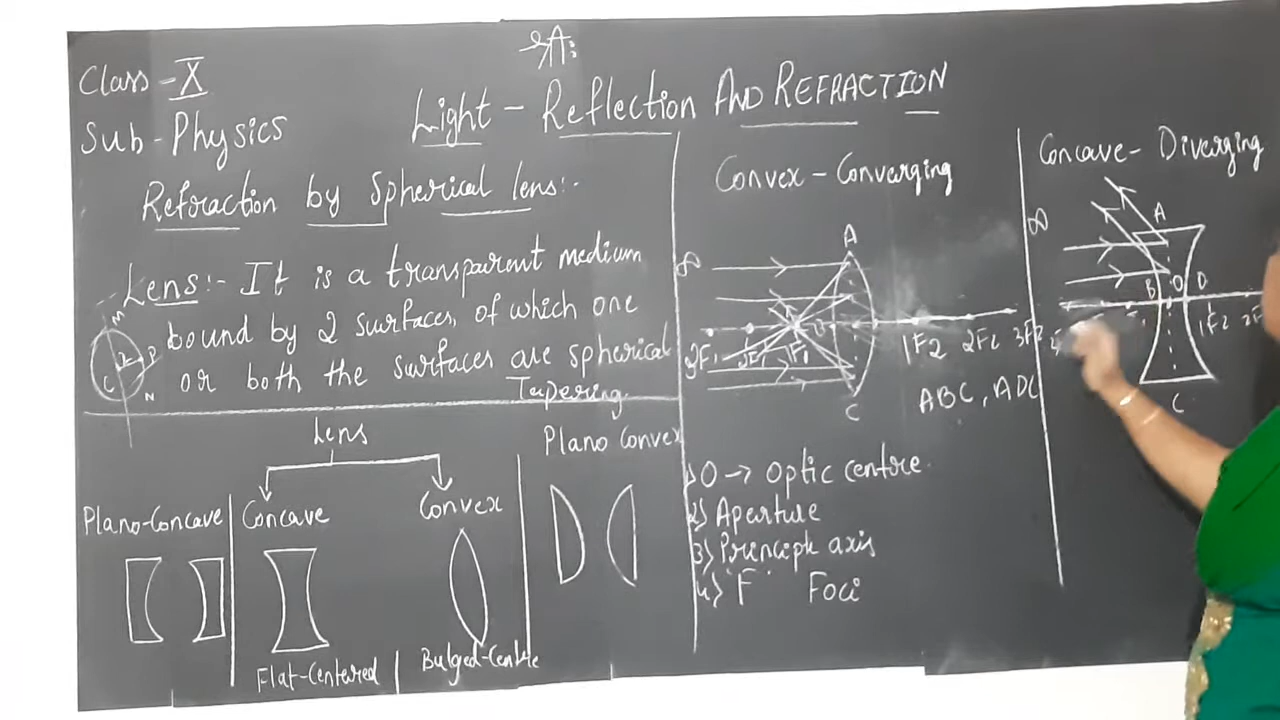 Class - X
Sub - Physics
Light - Reflection AND REFRACTION
Refraction by Spherical lens:-
Lens:- It is a transparent medium
bound by 2 surfaces, of which one
or both the surfaces are spherical
Tapering
M
C
N
Lens
Plano-Concave
Concave
Convex
Plano Convex
Flat-Centered
Bulged-Centre
Convex - Converging
∞
A
2F1
F1
1F2 2F2 3F2
C
ABC, ADC
1) O → Optic centre
2) Aperture
3) Principle axis
4) 'F' Foci
Concave - Diverging
∞
A
B O D
1F2 2F
C